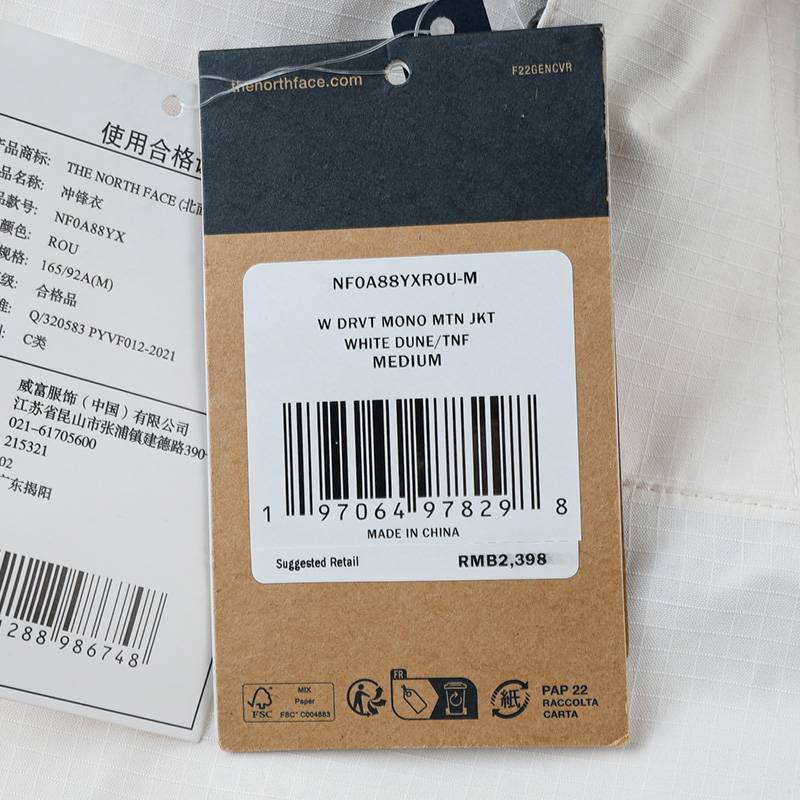 使用合格
产品商标: THE NORTH FACE (北面
品名称: 冲锋衣
品款号: NF0A88YX
颜色: ROU
规格: 165/92A(M)
级: 合格品
准: Q/320583 PYVF012-2021
C类
威富服饰（中国）有限公司
江苏省昆山市张浦镇建德路390
021-61705600
215321
02
广东揭阳
1288 986748
thenorthface.com
F22GENCVR
NF0A88YXROU-M
W DRVT MONO MTN JKT
WHITE DUNE/TNF
MEDIUM
1 97064 97829 8
MADE IN CHINA
Suggested Retail RMB2,398
FSC
MIX
Paper
FSC® C004883
FR
紙
PAP 22
RACCOLTA
CARTA